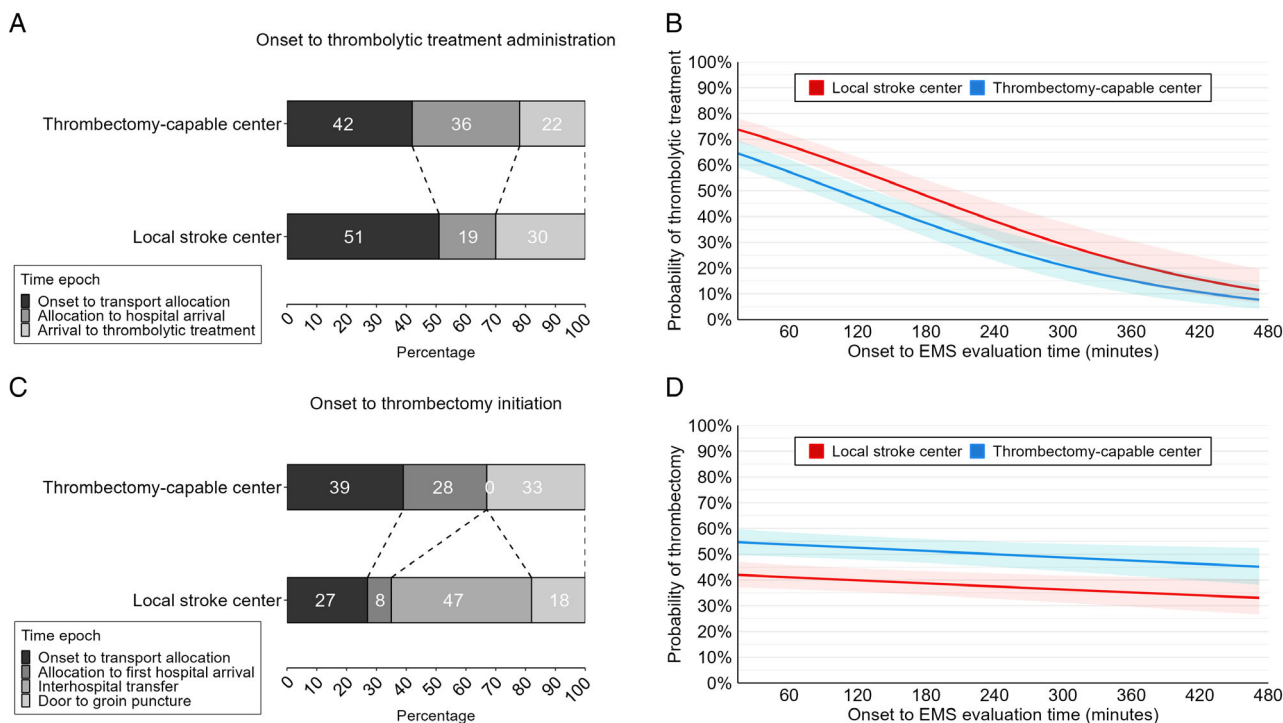 A
Onset to thrombolytic treatment administration
Thrombectomy-capable center
42 36 22
Local stroke center
51 19 30
Time epoch
Onset to transport allocation
Allocation to hospital arrival
Arrival to thrombolytic treatment
0 10 20 30 40 50 60 70 80 90 100
Percentage
B
Probability of thrombolytic treatment
100%
90%
80%
70%
60%
50%
40%
30%
20%
10%
0%
Local stroke center Thrombectomy-capable center
60 120 180 240 300 360 420 480
Onset to EMS evaluation time (minutes)
C
Onset to thrombectomy initiation
Thrombectomy-capable center
39 28 0 33
Local stroke center
27 8 47 18
Time epoch
Onset to transport allocation
Allocation to first hospital arrival
Interhospital transfer
Door to groin puncture
0 10 20 30 40 50 60 70 80 90 100
Percentage
D
Probability of thrombectomy
100%
90%
80%
70%
60%
50%
40%
30%
20%
10%
0%
Local stroke center Thrombectomy-capable center
60 120 180 240 300 360 420 480
Onset to EMS evaluation time (minutes)